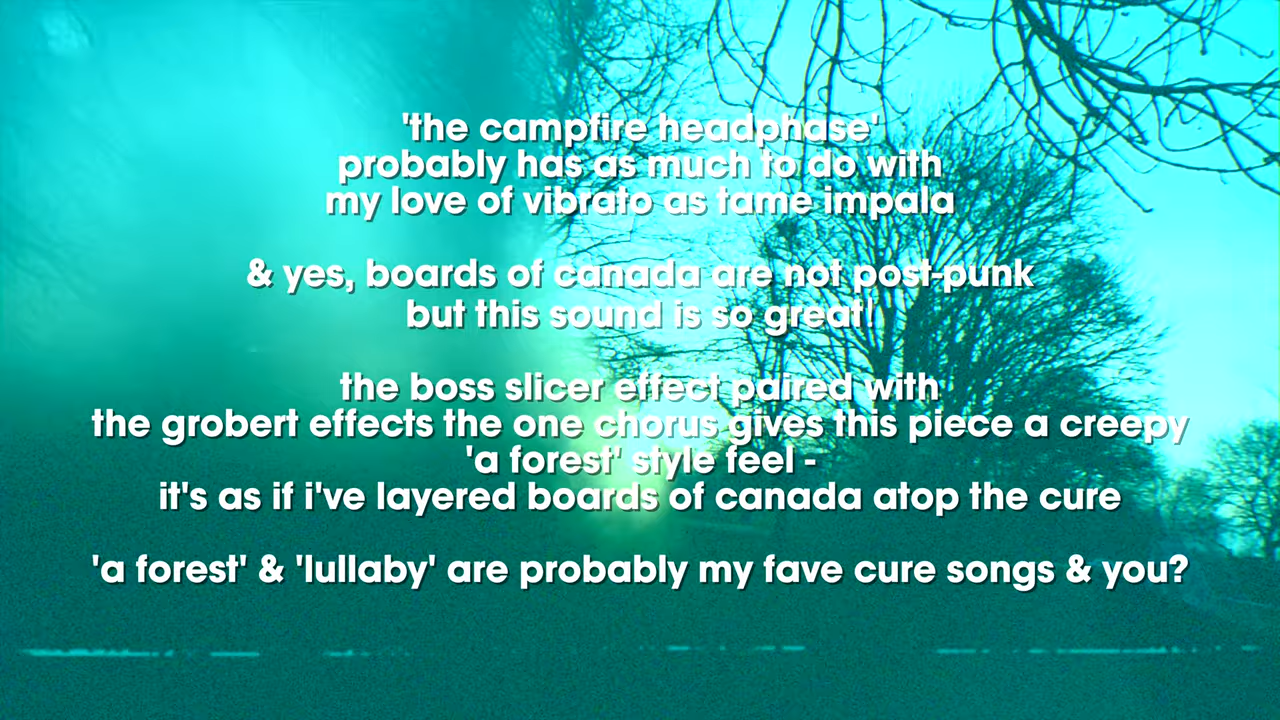 'the campfire headphase'
probably has as much to do with
my love of vibrato as tame impala
& yes, boards of canada are not post-punk
but this sound is so great!
the boss slicer effect paired with
the grobert effects the one chorus gives this piece a creepy
'a forest' style feel -
it's as if i've layered boards of canada atop the cure
'a forest' & 'lullaby' are probably my fave cure songs & you?